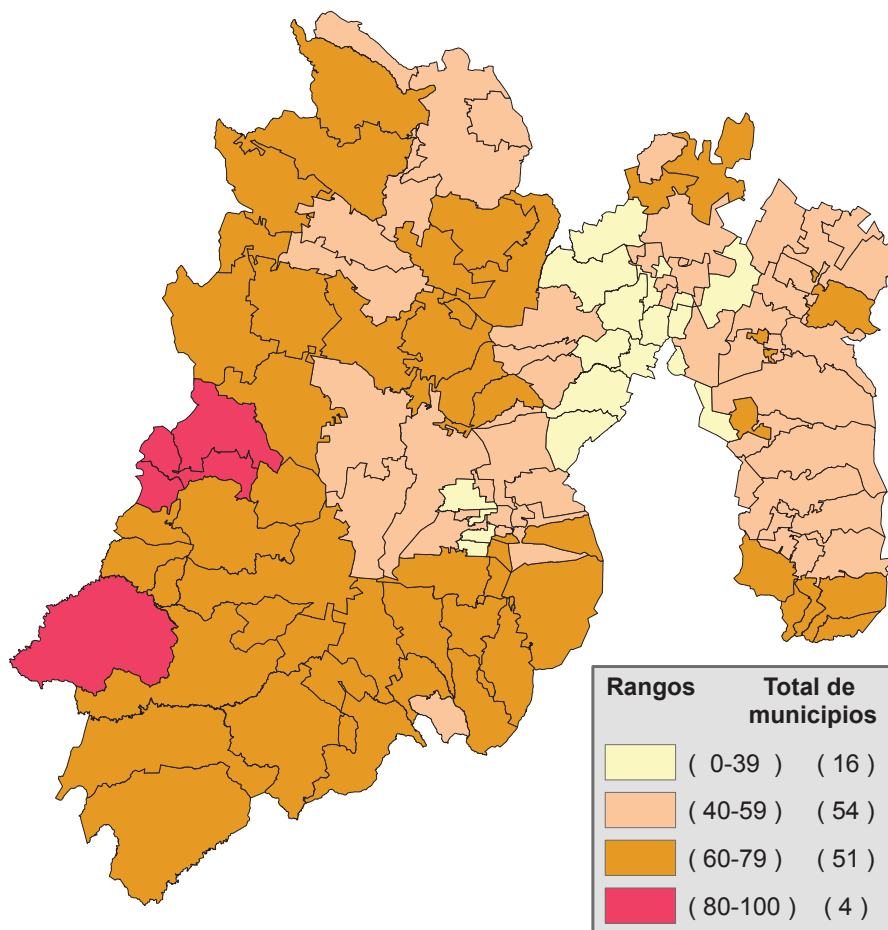 Rangos Total de
municipios
( 0-39 ) ( 16 )
( 40-59 ) ( 54 )
( 60-79 ) ( 51 )
( 80-100 ) ( 4 )